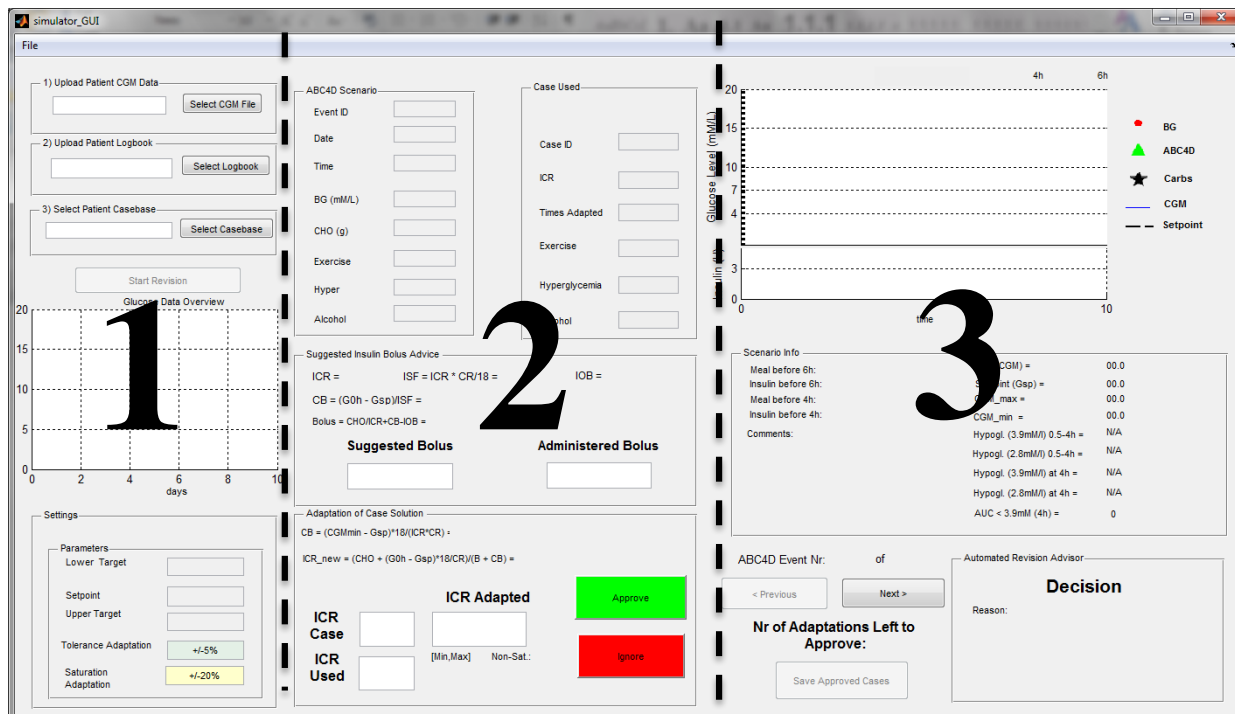 simulator_GUI
File
1) Upload Patient CGM Data
Select CGM File
2) Upload Patient Logbook
Select Logbook
3) Select Patient Casebase
Select Casebase
Start Revision
Glucose Data Overview
20
15
10
5
0
0 2 4 6 8 10
days
1
Settings
Parameters
Lower Target
Setpoint
Upper Target
Tolerance Adaptation +/-5%
Saturation
Adaptation
+/-20%
ABC4D Scenario
Event ID
Date
Time
BG (mM/L)
CHO (g)
Exercise
Hyper
Alcohol
Case Used
Case ID
ICR
Times Adapted
Exercise
Hyperglycemia
2
Suggested Insulin Bolus Advice
ICR = ISF = ICR * CR/18 = IOB =
CB = (G0h - Gsp)/ISF =
Bolus = CHO/ICR+CB-IOB =
Suggested Bolus Administered Bolus
Adaptation of Case Solution
CB = (CGMmin - Gsp)*18/(ICR*CR) =
ICR_new = (CHO + (G0h - Gsp)*18/CR)/(B + CB) =
ICR Adapted
ICR
Case
ICR
Used
[Min,Max] Non-Sat.:
Approve
Ignore
4h 6h
Glucose Level (mM/L)
20
15
10
7
4
3
0
0 10
time
BG
ABC4D
Carbs
CGM
Setpoint
3
Scenario Info
Meal before 6h:
Insulin before 6h:
Meal before 4h:
Insulin before 4h:
Comments:
CGM) = 00.0
(Gsp) = 00.0
00.0
CGM_min = 00.0
Hypogl. (3.9mM/l) 0.5-4h = N/A
Hypogl. (2.8mM/l) 0.5-4h = N/A
Hypogl. (3.9mM/l) at 4h = N/A
Hypogl. (2.8mM/l) at 4h = N/A
AUC < 3.9mM (4h) = 0
ABC4D Event Nr: of
< Previous Next >
Nr of Adaptations Left to
Approve:
Save Approved Cases
Automated Revision Advisor
Decision
Reason: